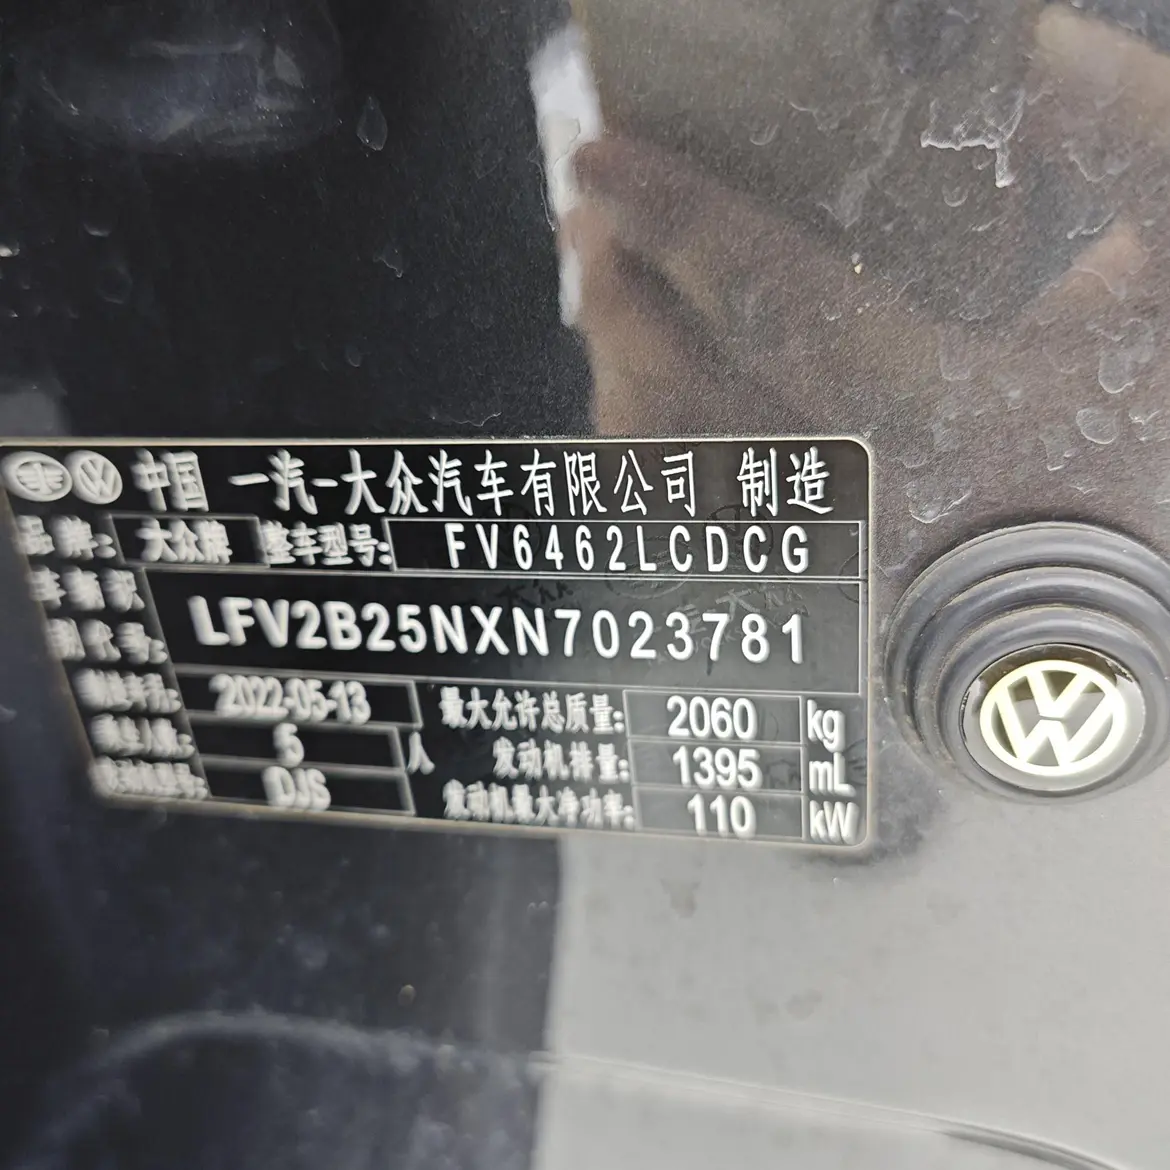 中国 一汽-大众汽车有限公司 制造
品牌: 大众牌 整车型号: FV6462LCDCG
车辆识别代号: LFV2B25NXN7023781
制造年月: 2022-05-13 最大允许总质量: 2060 kg
乘坐人数: 5 人 发动机排量: 1395 mL
发动机型号: DJS 发动机最大净功率: 110 kW